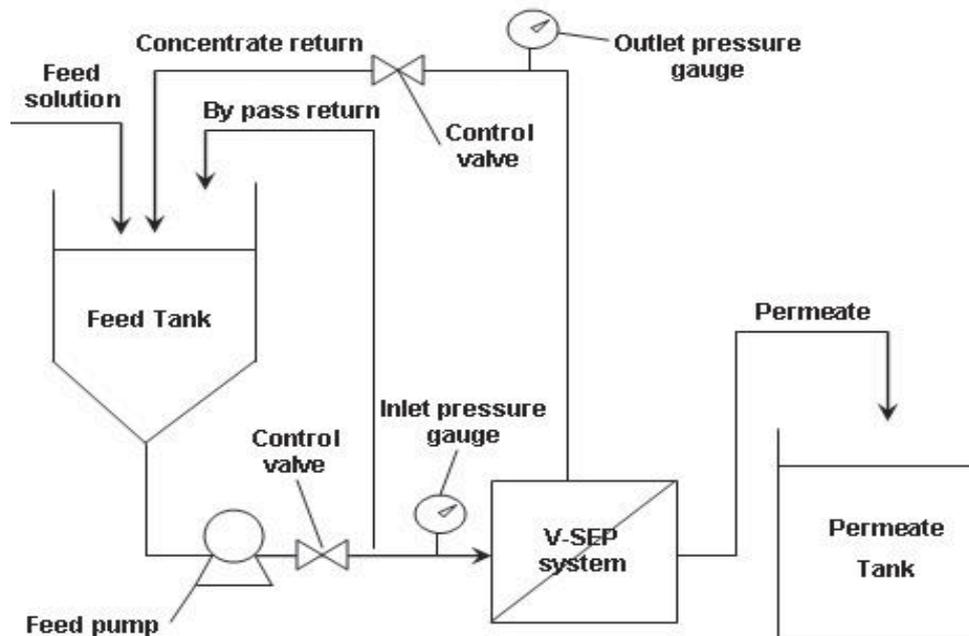 Concentrate return
Outlet pressure
gauge
Feed
solution
By pass return
Control
valve
Feed Tank
Permeate
Inlet pressure
gauge
Control
valve
V-SEP
system
Permeate
Tank
Feed pump